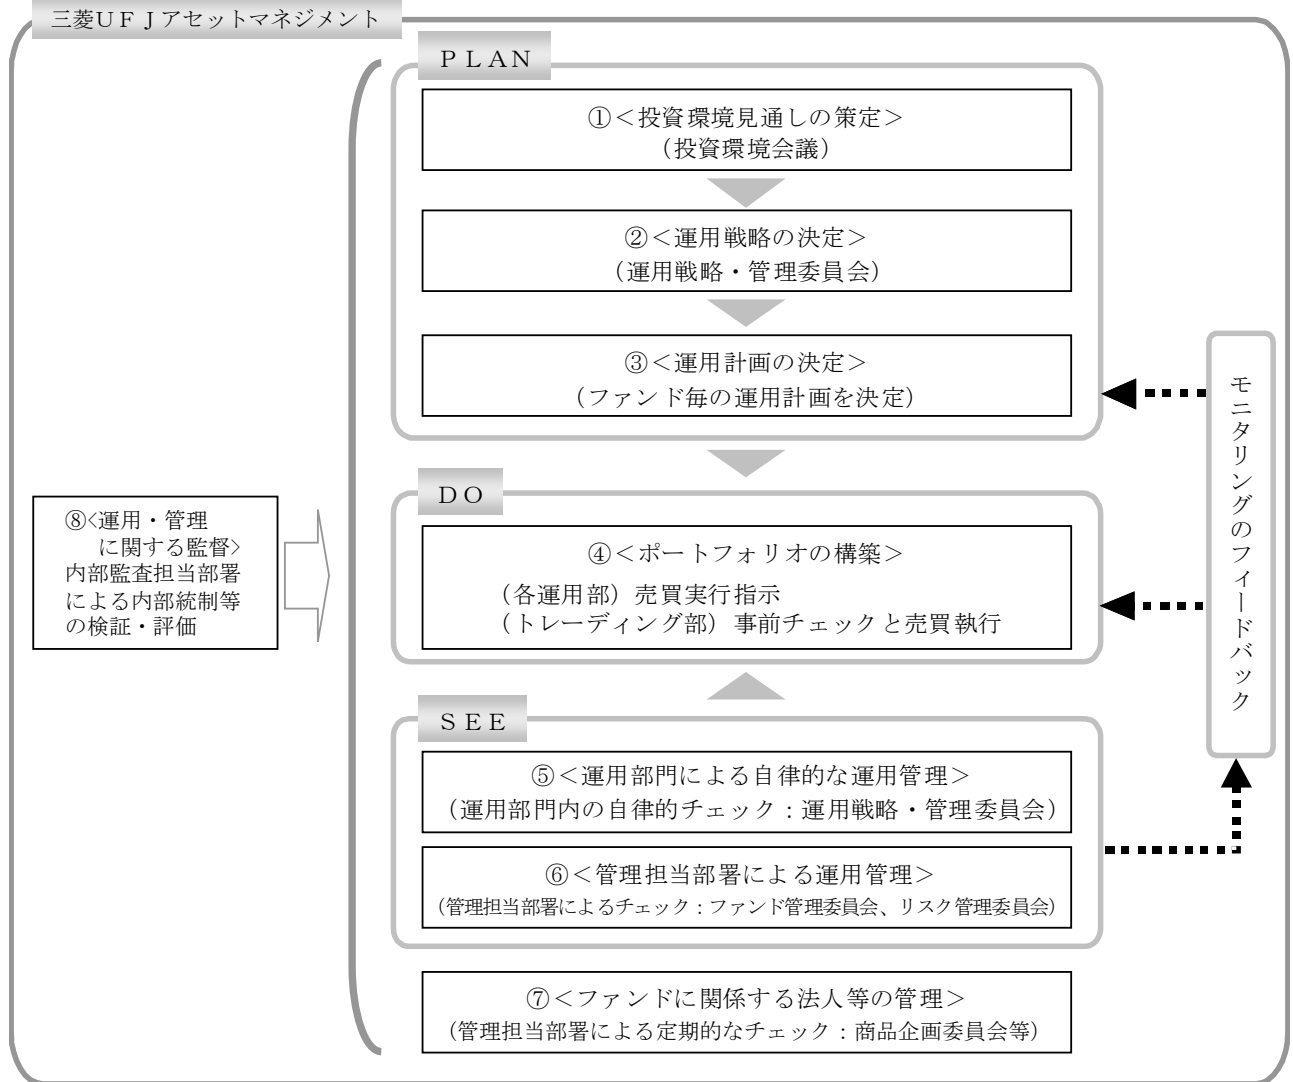 三菱ＵＦＪアセットマネジメント
ＰＬＡＮ
①＜投資環境見通しの策定＞
（投資環境会議）
②＜運用戦略の決定＞
（運用戦略・管理委員会）
③＜運用計画の決定＞
（ファンド毎の運用計画を決定）
ＤＯ
④＜ポートフォリオの構築＞
（各運用部）売買実行指示
（トレーディング部）事前チェックと売買執行
ＳＥＥ
⑤＜運用部門による自律的な運用管理＞
（運用部門内の自律的チェック：運用戦略・管理委員会）
⑥＜管理担当部署による運用管理＞
（管理担当部署によるチェック：ファンド管理委員会、リスク管理委員会）
⑦＜ファンドに関係する法人等の管理＞
（管理担当部署による定期的なチェック：商品企画委員会等）
⑧〈運用・管理
に関する監督〉
内部監査担当部署
による内部統制等
の検証・評価
モニタリングのフィードバック